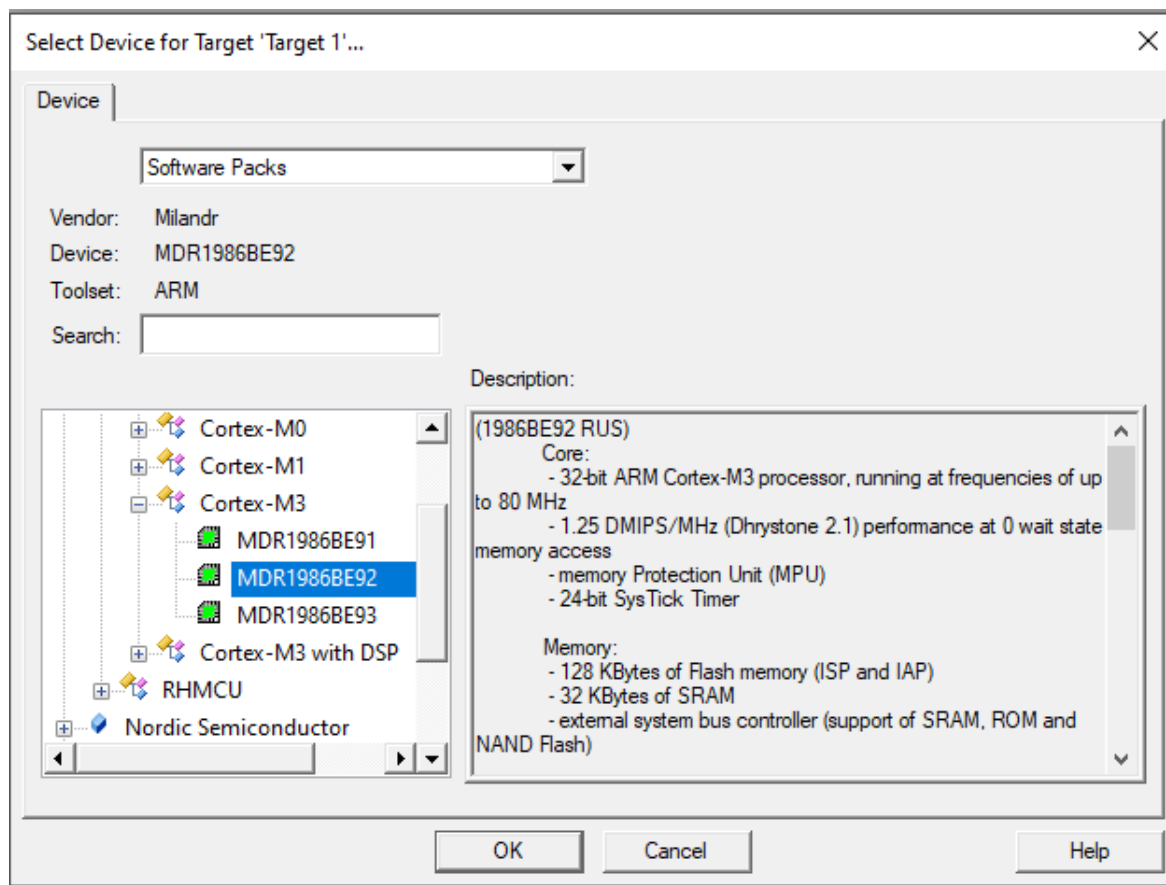 Select Device for Target 'Target 1'...
Device
Software Packs
Vendor: Milandr
Device: MDR1986BE92
Toolset: ARM
Search:
Description:
Cortex-M0
Cortex-M1
Cortex-M3
MDR1986BE91
MDR1986BE92
MDR1986BE93
Cortex-M3 with DSP
RHMCU
Nordic Semiconductor
(1986BE92 RUS)
Core:
- 32-bit ARM Cortex-M3 processor, running at frequencies of up
to 80 MHz
- 1.25 DMIPS/MHz (Dhrystone 2.1) performance at 0 wait state
memory access
- memory Protection Unit (MPU)
- 24-bit SysTick Timer
Memory:
- 128 KBytes of Flash memory (ISP and IAP)
- 32 KBytes of SRAM
- external system bus controller (support of SRAM, ROM and
NAND Flash)
OK
Cancel
Help